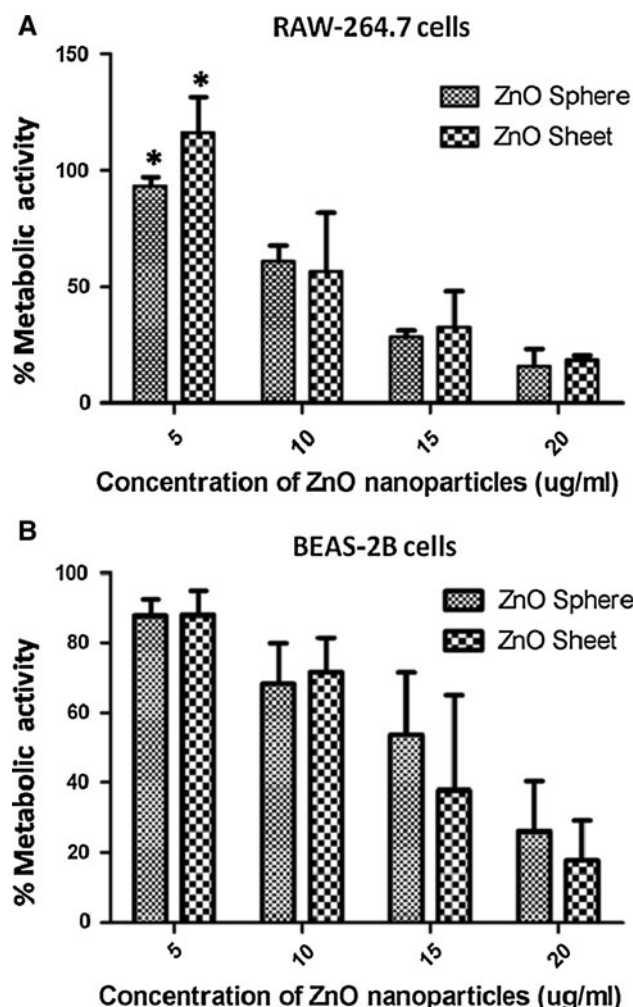 A
RAW-264.7 cells
ZnO Sphere
ZnO Sheet
* *
% Metabolic activity
150
100
50
0
5 10 15 20
Concentration of ZnO nanoparticles (ug/ml)
B
BEAS-2B cells
ZnO Sphere
ZnO Sheet
% Metabolic activity
100
80
60
40
20
0
5 10 15 20
Concentration of ZnO nanoparticles (ug/ml)